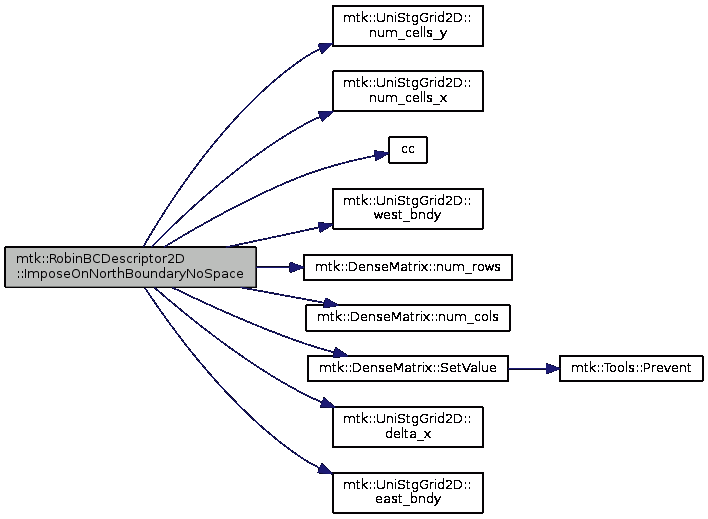 mtk::UniStgGrid2D::
num_cells_y
mtk::UniStgGrid2D::
num_cells_x
cc
mtk::UniStgGrid2D::
west_bndy
mtk::RobinBCDescriptor2D
::ImposeOnNorthBoundaryNoSpace
mtk::DenseMatrix::num_rows
mtk::DenseMatrix::num_cols
mtk::DenseMatrix::SetValue
mtk::Tools::Prevent
mtk::UniStgGrid2D::
delta_x
mtk::UniStgGrid2D::
east_bndy